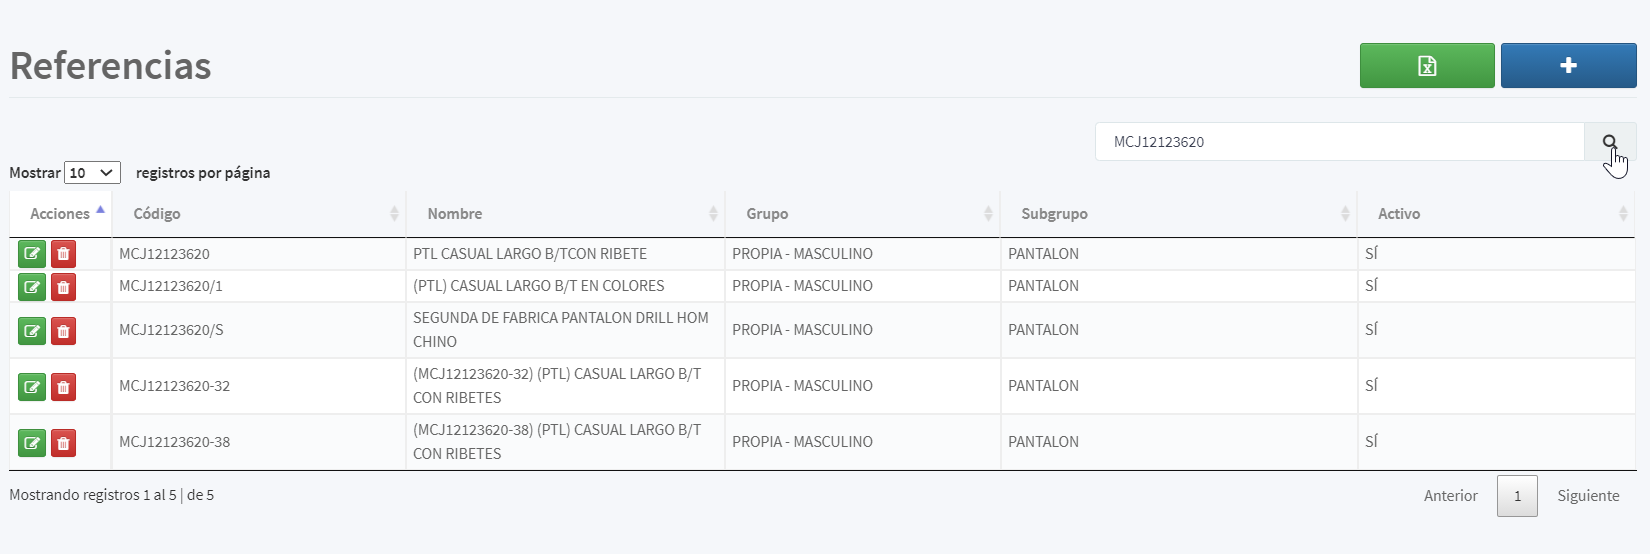 Referencias
MCJ12123620
Mostrar 10 registros por página
Acciones Código Nombre Grupo Subgrupo Activo
MCJ12123620 PTL CASUAL LARGO B/TCON RIBETE PROPIA - MASCULINO PANTALON SÍ
MCJ12123620/1 (PTL) CASUAL LARGO B/T EN COLORES PROPIA - MASCULINO PANTALON SÍ
MCJ12123620/S SEGUNDA DE FABRICA PANTALON DRILL HOM PROPIA - MASCULINO PANTALON SÍ
CHINO
MCJ12123620-32 (MCJ12123620-32) (PTL) CASUAL LARGO B/T PROPIA - MASCULINO PANTALON SÍ
CON RIBETES
MCJ12123620-38 (MCJ12123620-38) (PTL) CASUAL LARGO B/T PROPIA - MASCULINO PANTALON SÍ
CON RIBETES
Mostrando registros 1 al 5 | de 5 Anterior 1 Siguiente